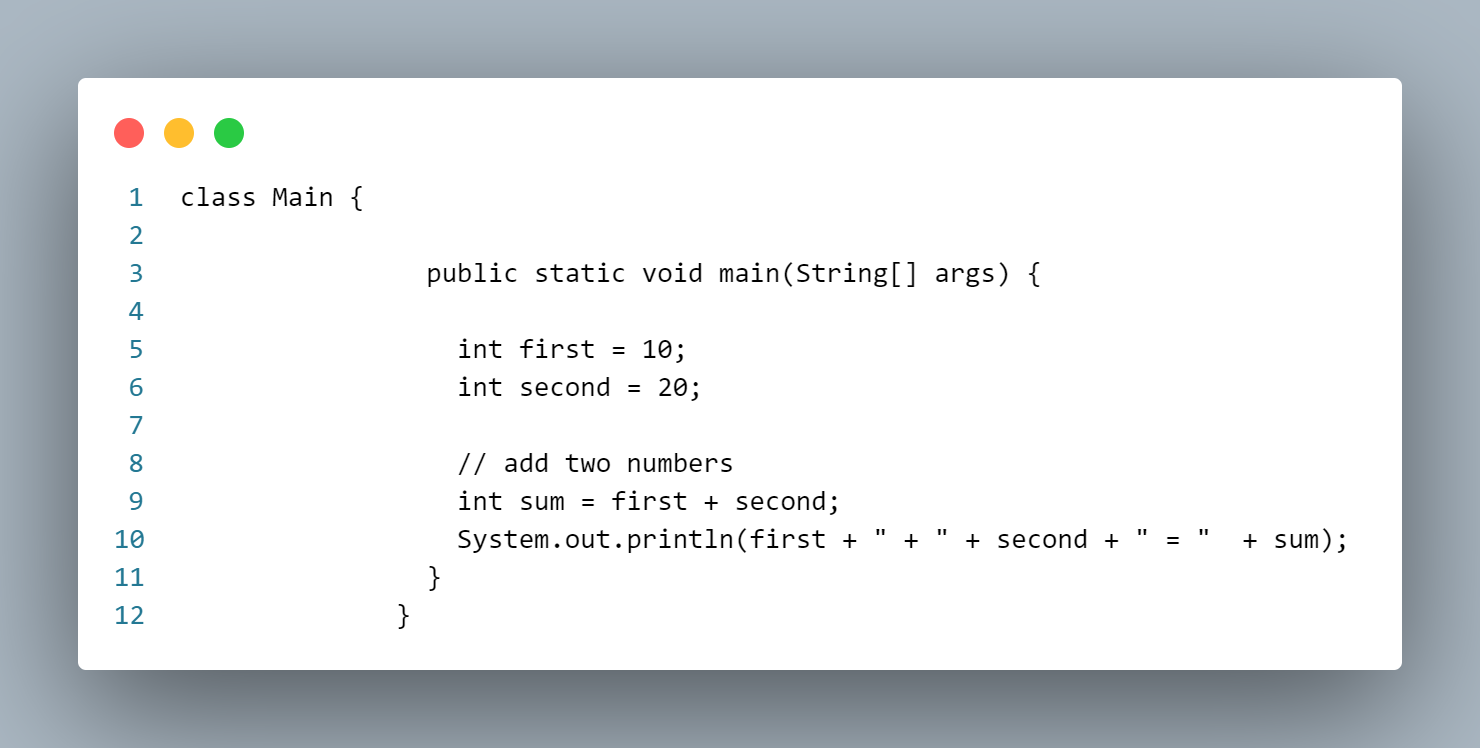 1 class Main {
2
3                 public static void main(String[] args) {
4
5                   int first = 10;
6                   int second = 20;
7
8                   // add two numbers
9                   int sum = first + second;
10                   System.out.println(first + " + " + second + " = "  + sum);
11                 }
12               }